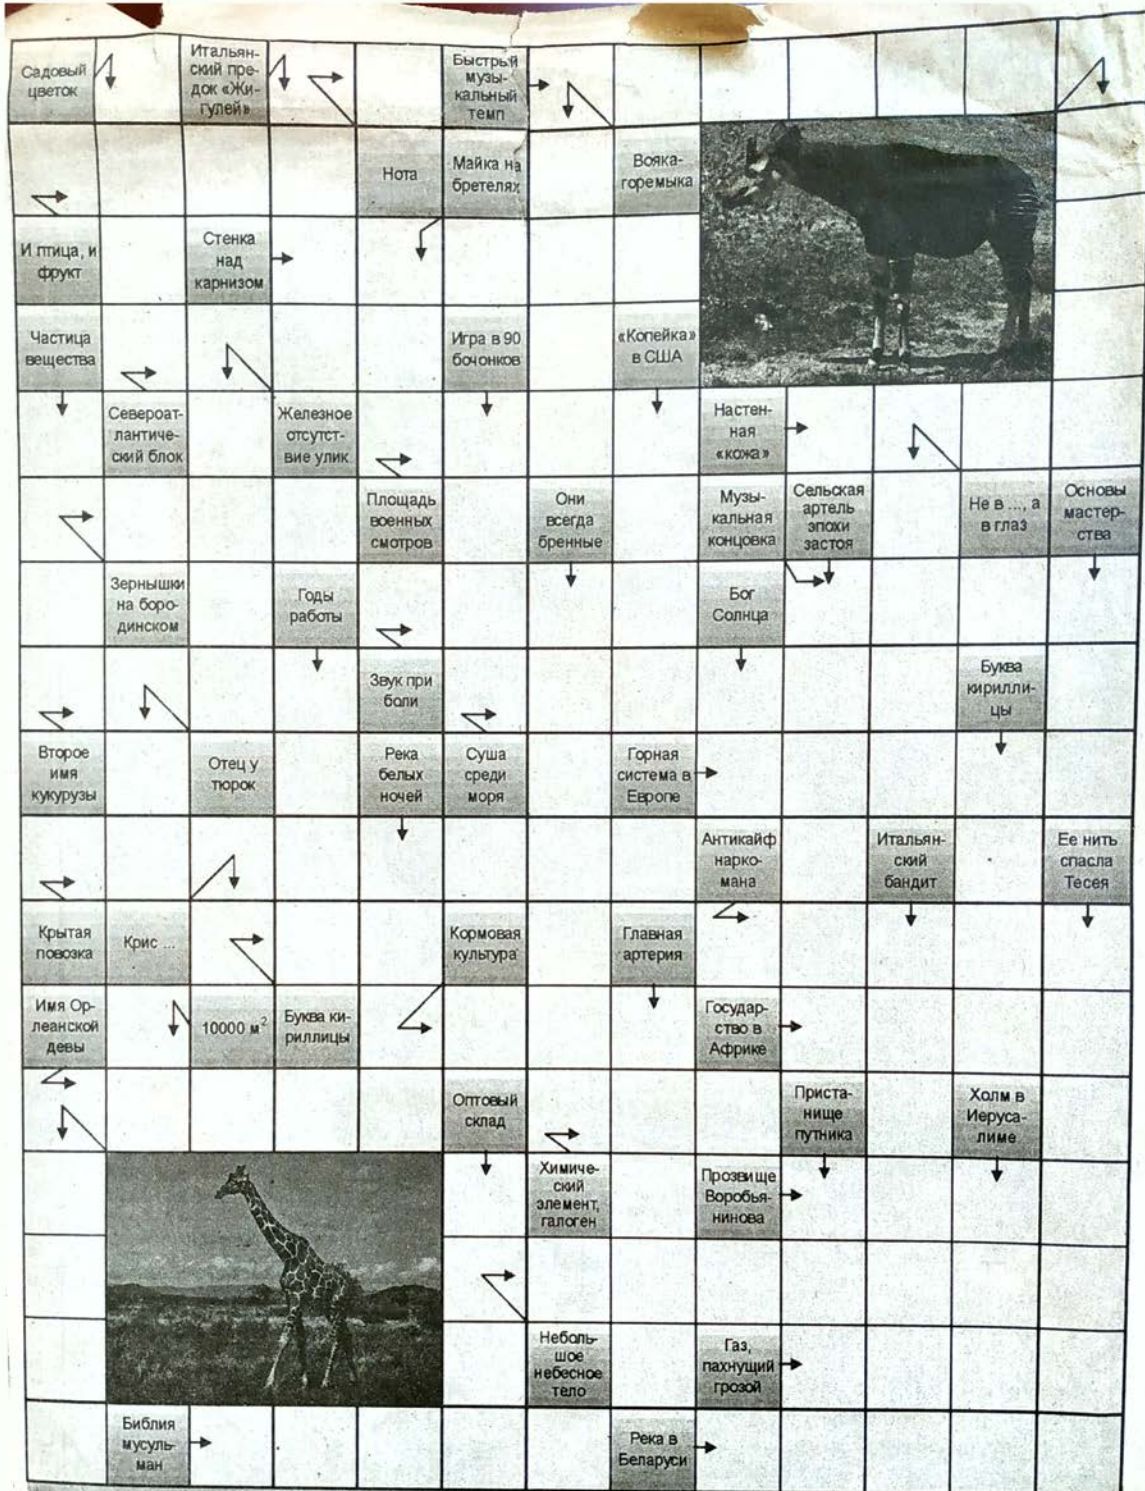 Садовый
цветок
Итальян-
ский пре-
док «Жи-
гулей»
Быстрый
музы-
кальный
темп
Нота
Майка на
бретелях
Вояка-
горемыка
И птица, и
фрукт
Стенка
над
карнизом
Частица
вещества
Игра в 90
бочонков
«Копейка»
в США
Североат-
лантиче-
ский блок
Железное
отсутст-
вие улик
Настен-
ная
«кожа»
Площадь
военных
смотров
Они
всегда
бренные
Музы-
кальная
концовка
Сельская
артель
эпохи
застоя
Не в ..., а
в глаз
Основы
мастер-
ства
Зернышки
на боро-
динском
Годы
работы
Бог
Солнца
Звук при
боли
Буква
кирилли-
цы
Второе
имя
кукурузы
Отец у
тюрок
Река
белых
ночей
Суша
среди
моря
Горная
система в
Европе
Антикайф
нарко-
мана
Итальян-
ский
бандит
Ее нить
спасла
Тесея
Крытая
повозка
Крис ...
Кормовая
культура
Главная
артерия
Имя Ор-
леанской
девы
10000 м²
Буква ки-
риллицы
Государ-
ство в
Африке
Оптовый
склад
Приста-
нище
путника
Холм в
Иеруса-
лиме
Химиче-
ский
элемент,
галоген
Прозвище
Воробья-
нинова
Неболь-
шое
небесное
тело
Газ,
пахнущий
грозой
Библия
мусуль-
ман
Река в
Беларуси